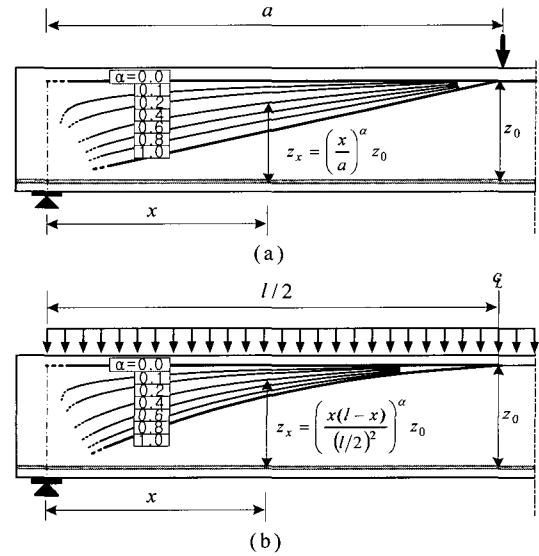 a
α=0.0
0.1
0.2
0.4
0.6
0.8
1.0
z_x = (x/a)^α z_0
z_0
x
(a)
℄
l/2
α=0.0
0.1
0.2
0.4
0.6
0.8
1.0
z_x = (x(l-x)/(l/2)^2)^α z_0
z_0
x
(b)